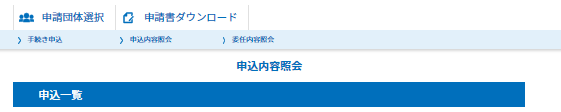 申請団体選択 申請書ダウンロード
手続き申込 申込内容照会 委任内容照会
申込内容照会
申込一覧